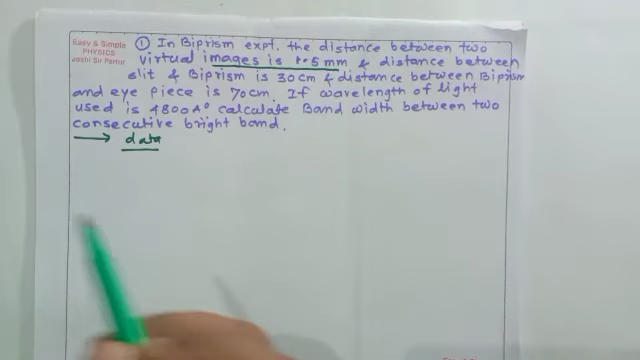 Easy & Simple
PHYSICS
Joshi Sir Pattir
① In Biprism expt. the distance between two
virtual images is 1.5 mm & distance between
slit & Biprism is 30 cm & distance between Biprism
and eye piece is 70 cm. If wavelength of light
used is 4800 A° calculate Band width between two
consecutive bright band.
→ data